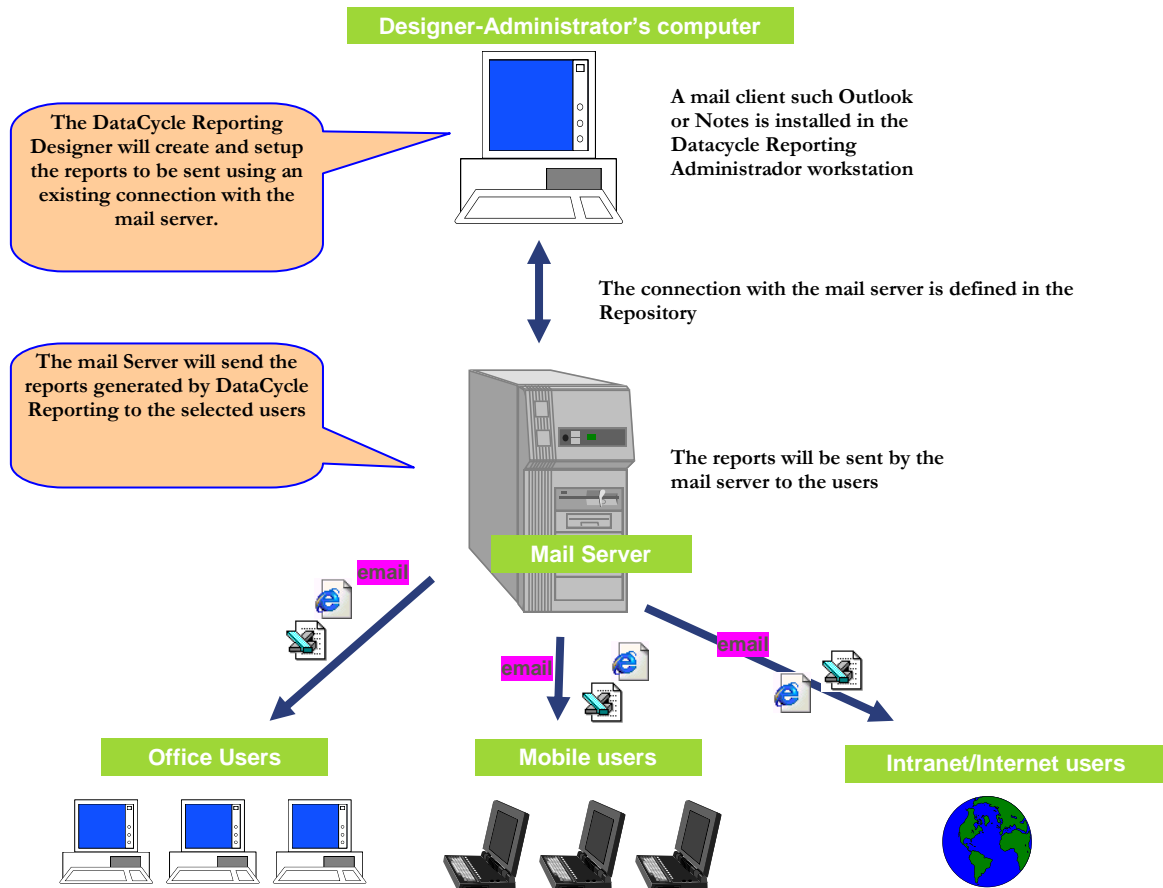 Designer-Administrator's computer
A mail client such Outlook
or Notes is installed in the
Datacycle Reporting
Administrador workstation
The DataCycle Reporting
Designer will create and setup
the reports to be sent using an
existing connection with the
mail server.
The connection with the mail server is defined in the
Repository
The mail Server will send the
reports generated by DataCycle
Reporting to the selected users
The reports will be sent by the
mail server to the users
Mail Server
email
email
email
Office Users
Mobile users
Intranet/Internet users